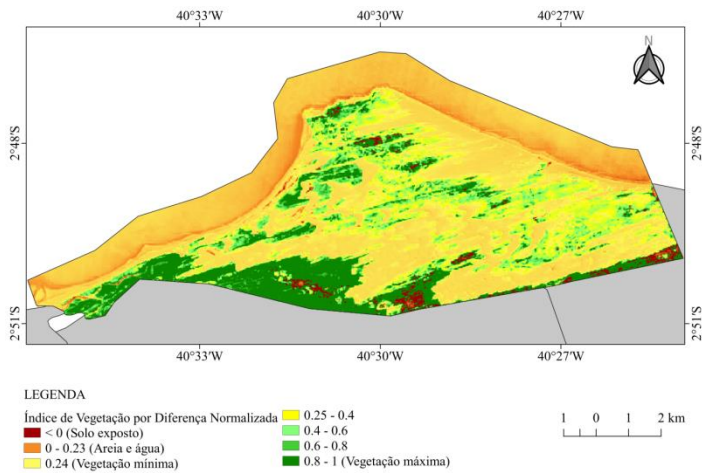 40°33'W 40°30'W 40°27'W
N
2°48'S 2°48'S
2°51'S 2°51'S
40°33'W 40°30'W 40°27'W
LEGENDA
Índice de Vegetação por Diferença Normalizada
< 0 (Solo exposto)
0 - 0.23 (Areia e água)
0.24 (Vegetação mínima)
0.25 - 0.4
0.4 - 0.6
0.6 - 0.8
0.8 - 1 (Vegetação máxima)
1 0 1 2 km